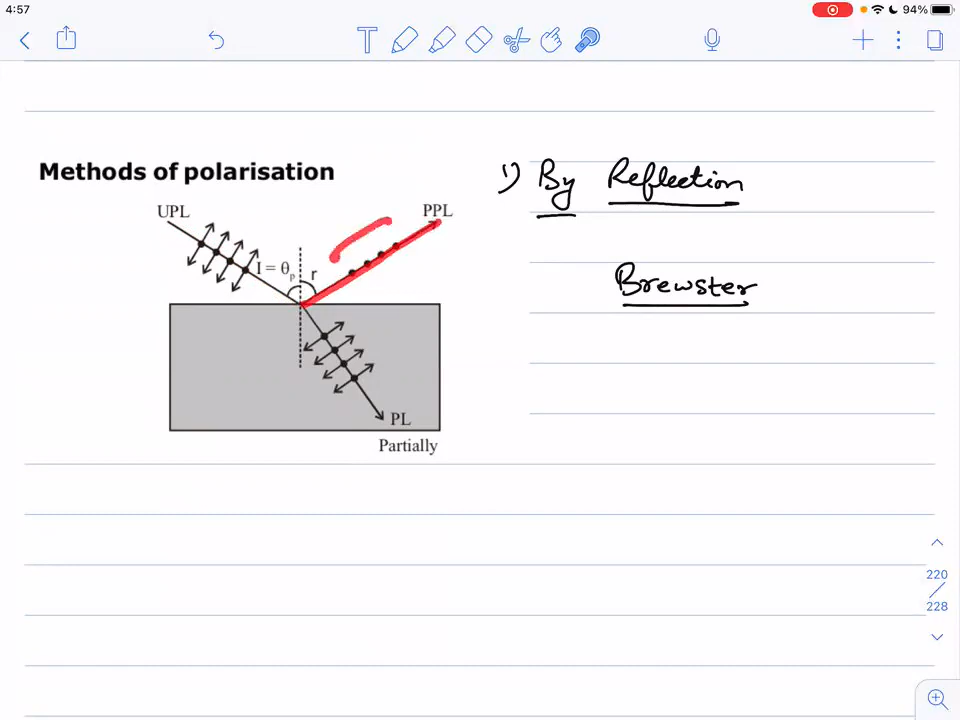 4:57
94%
Methods of polarisation
1) By Reflection
UPL
PPL
I = θp
r
Brewster
PL
Partially
220
228